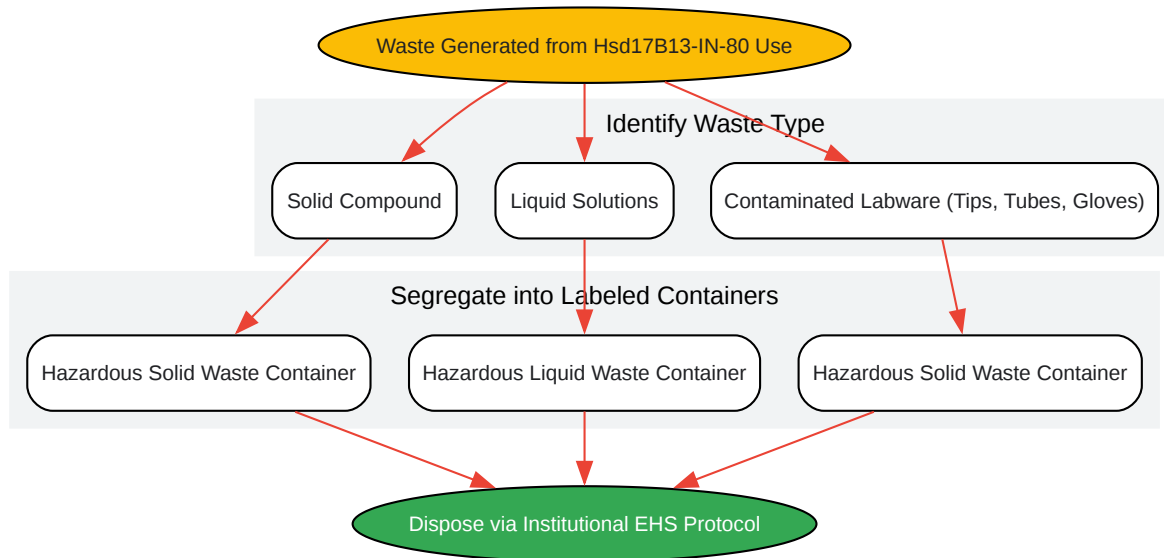 Waste Generated from Hsd17B13-IN-80 Use
Identify Waste Type
Solid Compound
Liquid Solutions
Contaminated Labware (Tips, Tubes, Gloves)
Segregate into Labeled Containers
Hazardous Solid Waste Container
Hazardous Liquid Waste Container
Hazardous Solid Waste Container
Dispose via Institutional EHS Protocol